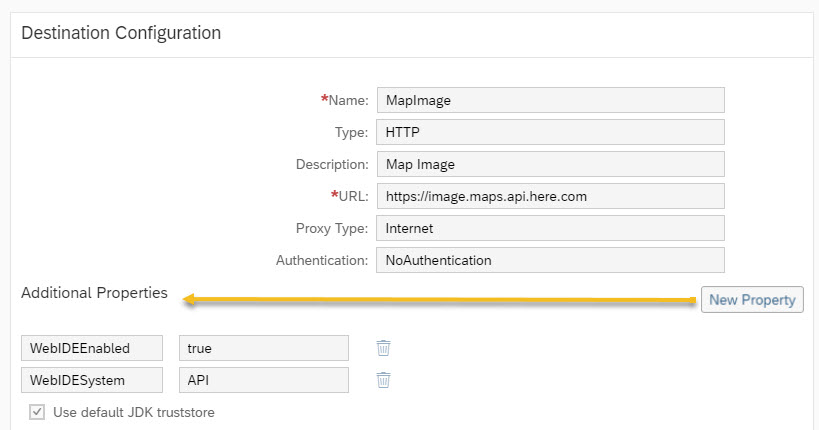 Destination Configuration
*Name: MapImage
Type: HTTP
Description: Map Image
*URL: https://image.maps.api.here.com
Proxy Type: Internet
Authentication: NoAuthentication
Additional Properties New Property
WebIDEEnabled true
WebIDESystem API
Use default JDK truststore